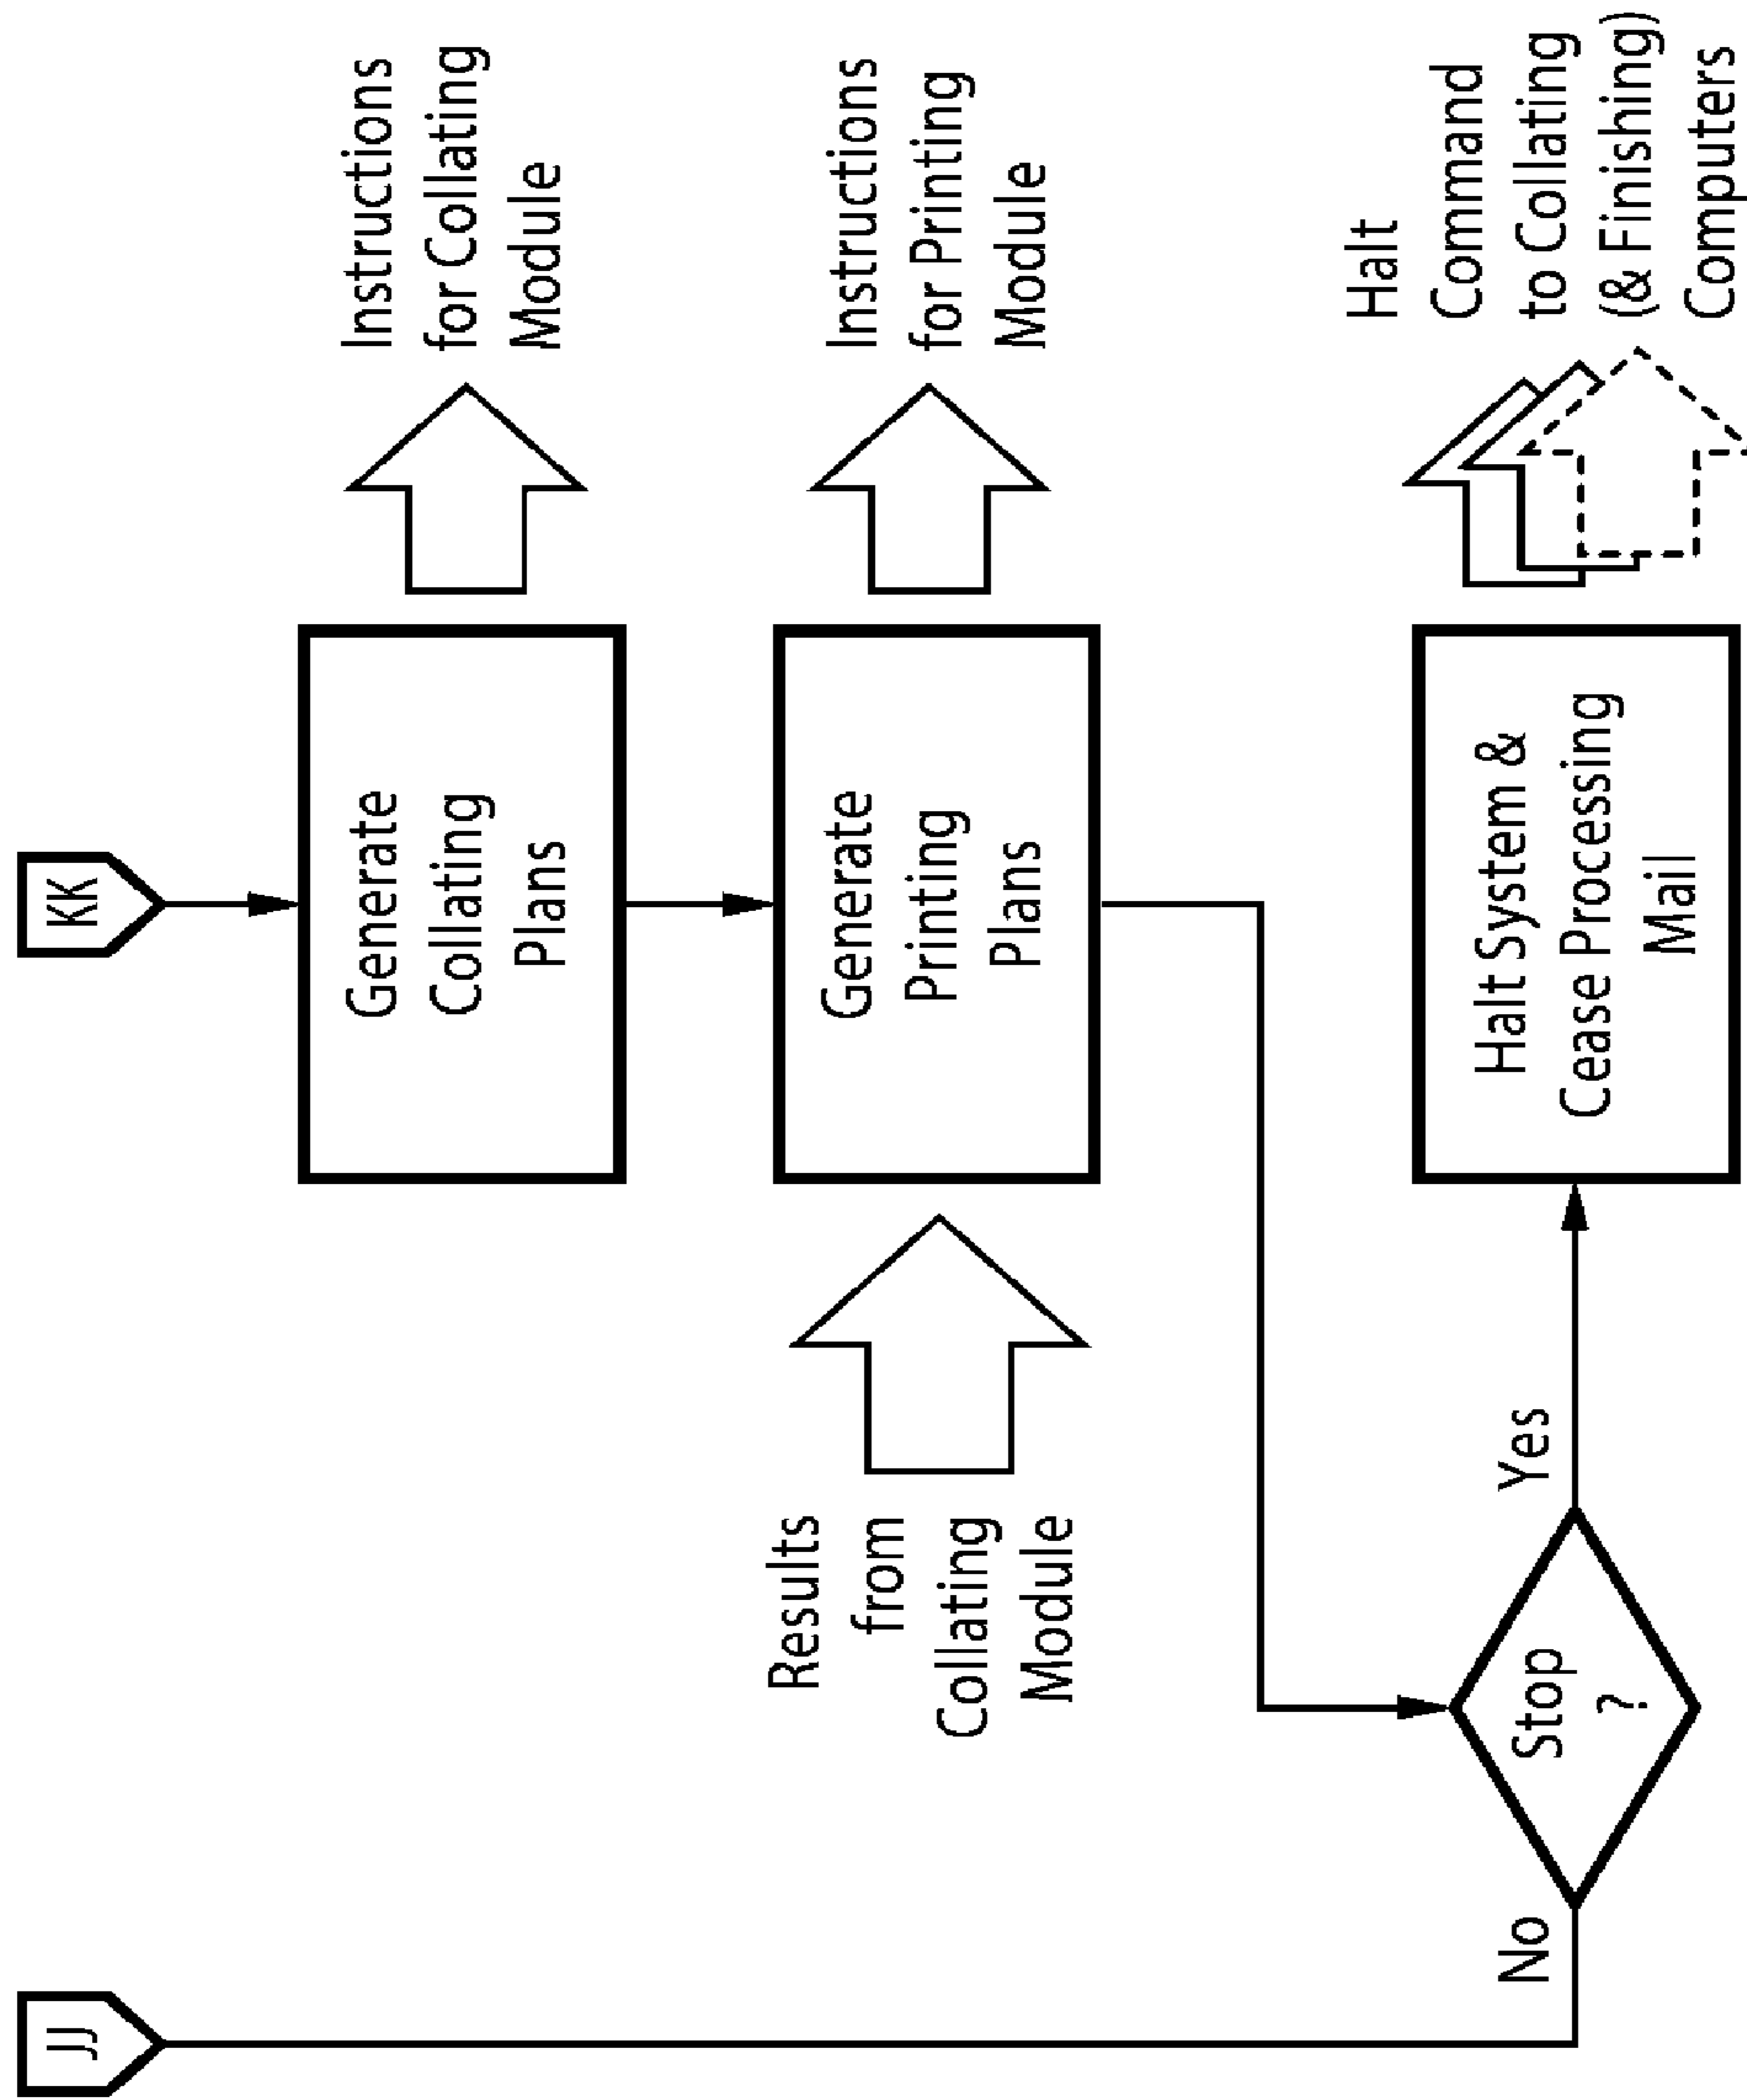 JJ
KK
Generate
Collating
Plans
Instructions
for Collating
Module
Results
from
Collating
Module
Generate
Printing
Plans
Instructions
for Printing
Module
No
Stop
?
Yes
Halt System &
Cease Processing
Mail
Halt
Command
to Collating
(& Finishing)
Computers